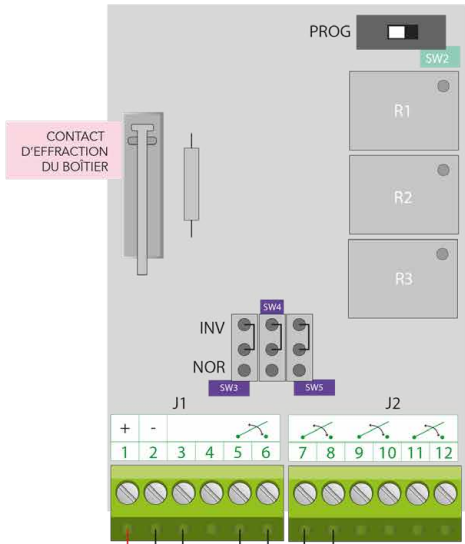 PROG
SW2
R1
CONTACT
D'EFFRACTION
DU BOÎTIER
R2
R3
SW4
INV
NOR
SW3
SW5
J1
J2
+ -
1 2 3 4 5 6
7 8 9 10 11 12